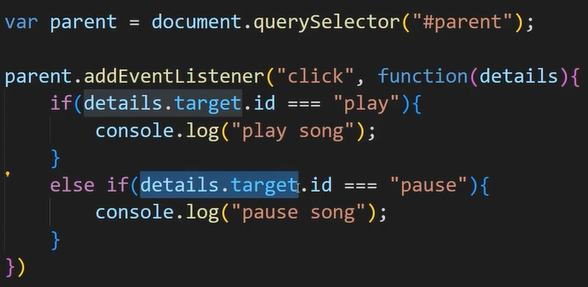 var parent = document.querySelector("#parent");
parent.addEventListener("click", function(details){
    if(details.target.id === "play"){
        console.log("play song");
    }
    else if(details.target.id === "pause"){
        console.log("pause song");
    }
})